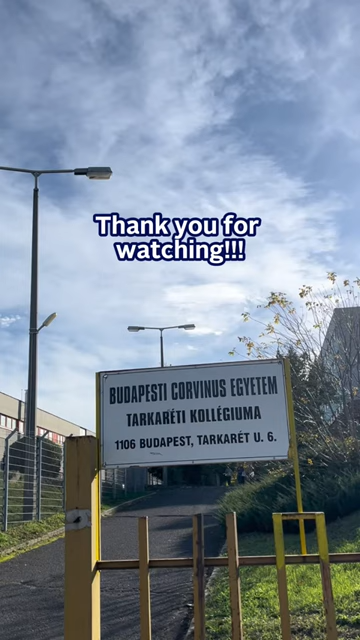 Thank you for
watching!!!
BUDAPESTI CORVINUS EGYETEM
TARKARÉTI KOLLÉGIUMA
1106 BUDAPEST, TARKARÉT U. 6.